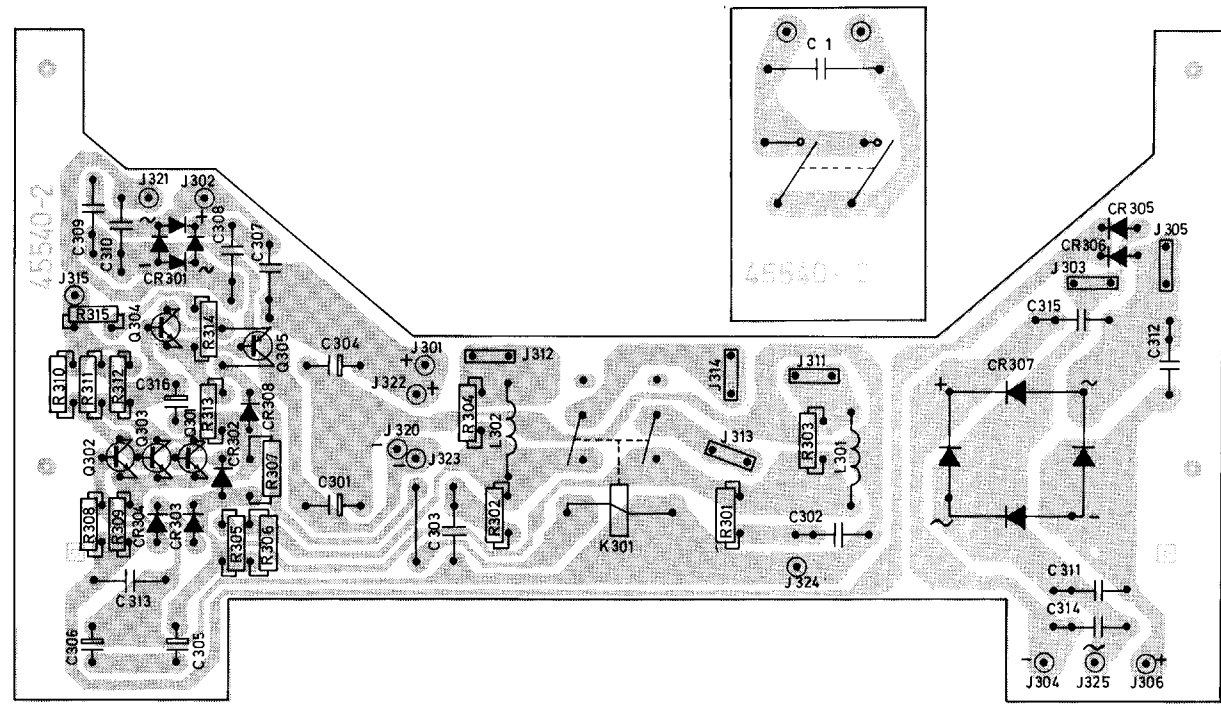 C 1
45540-2
J321
J302
+
~
C309
C310
C308
C307
-
~
CR301
45540-2
J315
R315
Q304
R314
Q305
R310
R311
R312
C316
R313
CR308
Q303
Q301
Q302
CR302
R307
R308
R309
CR304
CR303
R305
R306
C313
C306
C305
C304
+
J301
J322
+
-
J320
-
J323
C301
C303
R304
L302
J312
R302
K301
J314
J313
J311
R303
L301
R301
C302
J324
CR305
CR306
J305
J303
C315
C312
CR307
+
~
~
-
C311
C314
-
~
+
J304
J325
J306